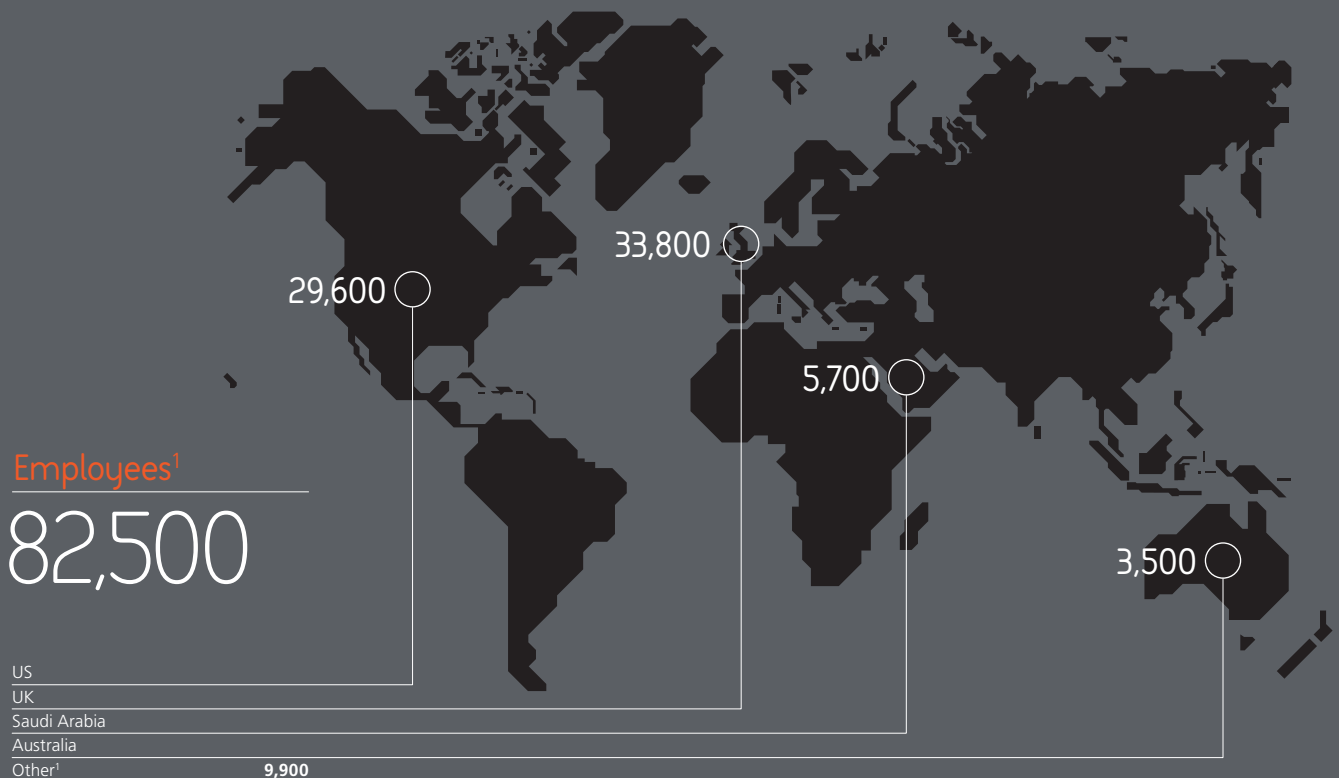 33,800
29,600
5,700
Employees¹
82,500
3,500
US
UK
Saudi Arabia
Australia
Other¹ 9,900